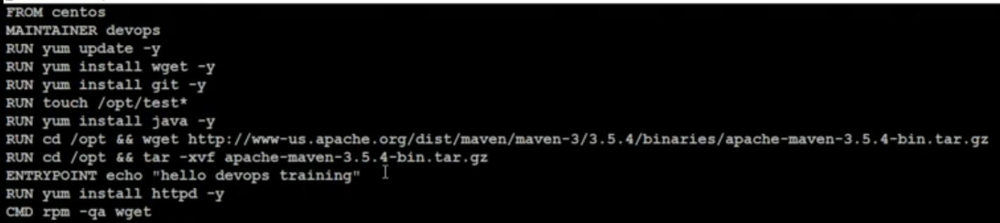 FROM centos
MAINTAINER devops
RUN yum update -y
RUN yum install wget -y
RUN yum install git -y
RUN touch /opt/test*
RUN yum install java -y
RUN cd /opt && wget http://www-us.apache.org/dist/maven/maven-3/3.5.4/binaries/apache-maven-3.5.4-bin.tar.gz
RUN cd /opt && tar -xvf apache-maven-3.5.4-bin.tar.gz
ENTRYPOINT echo "hello devops training"
RUN yum install httpd -y
CMD rpm -qa wget